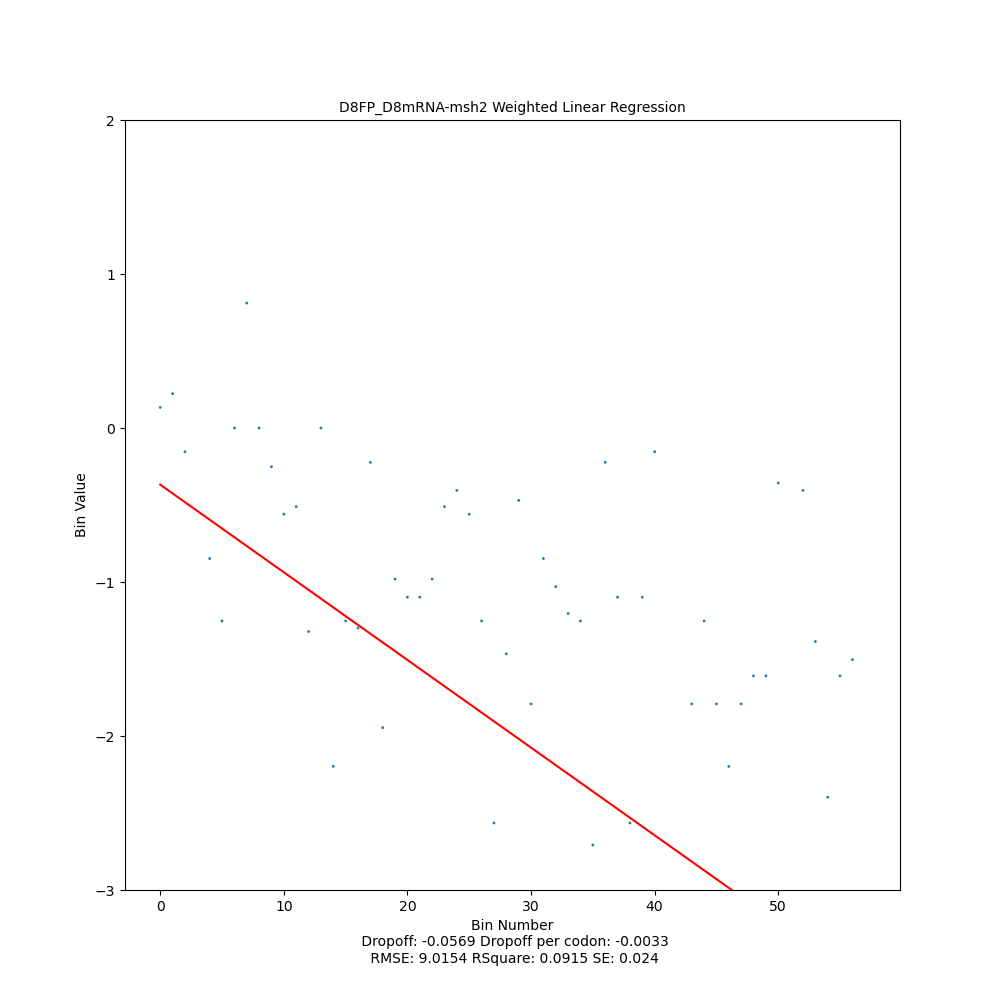 D8FP_D8mRNA-msh2 Weighted Linear Regression
2
1
0
−1
−2
−3
Bin Value
0 10 20 30 40 50
Bin Number
Dropoff: -0.0569 Dropoff per codon: -0.0033
RMSE: 9.0154 RSquare: 0.0915 SE: 0.024